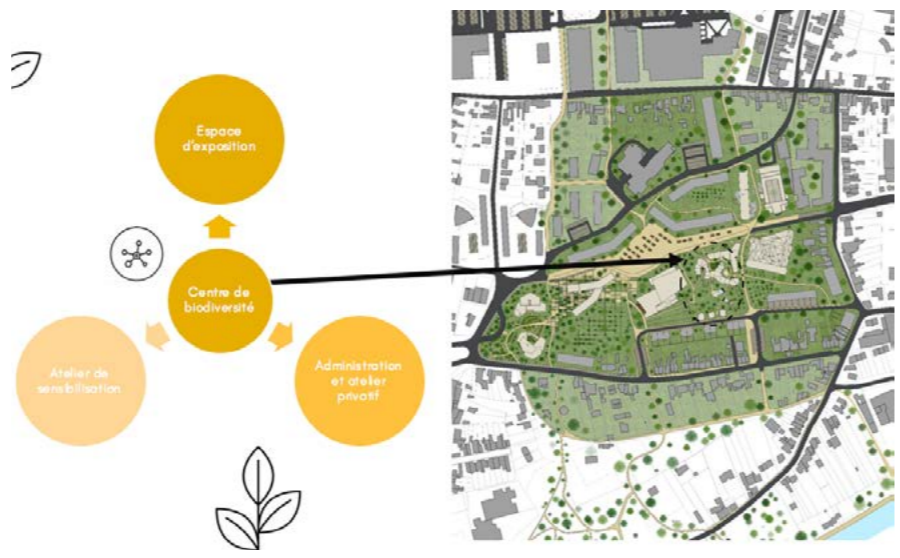 Espace
d'exposition
Centre de
biodiversité
Atelier de
sensibilisation
Administration
et atelier
privatif